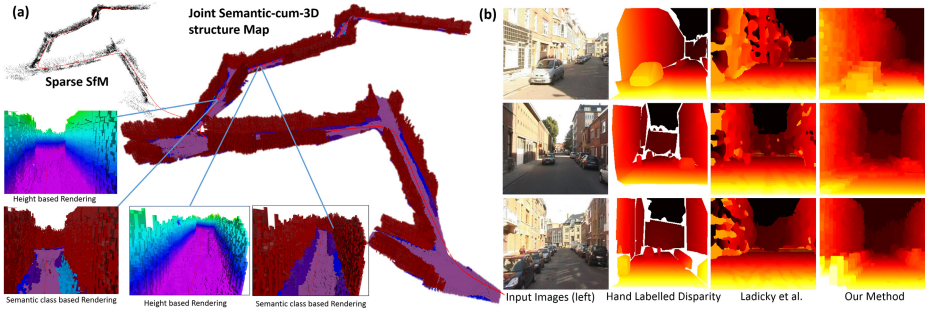 (a)
Joint Semantic-cum-3D
structure Map
Sparse SfM
Height based Rendering
Semantic class based Rendering
Height based Rendering
Semantic class based Rendering
(b)
Input Images (left)
Hand Labelled Disparity
Ladicky et al.
Our Method